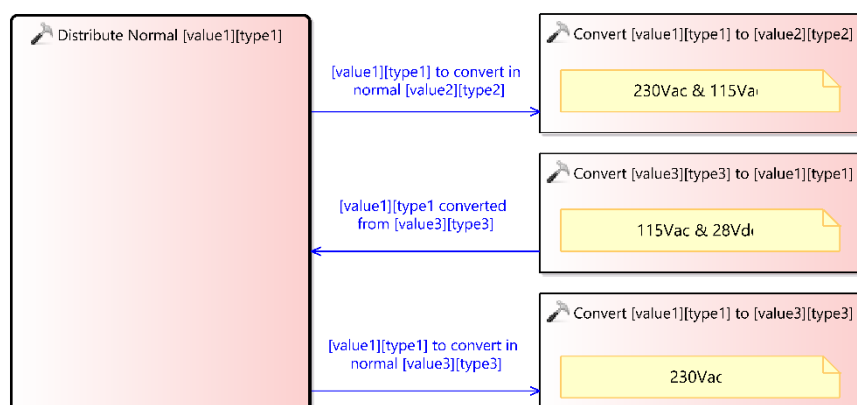 Distribute Normal [value1][type1]
[value1][type1] to convert in
normal [value2][type2]
Convert [value1][type1] to [value2][type2]
230Vac & 115Va
[value1][type1 converted
from [value3][type3]
Convert [value3][type3] to [value1][type1]
115Vac & 28Vd
[value1][type1] to convert in
normal [value3][type3]
Convert [value1][type1] to [value3][type3]
230Vac